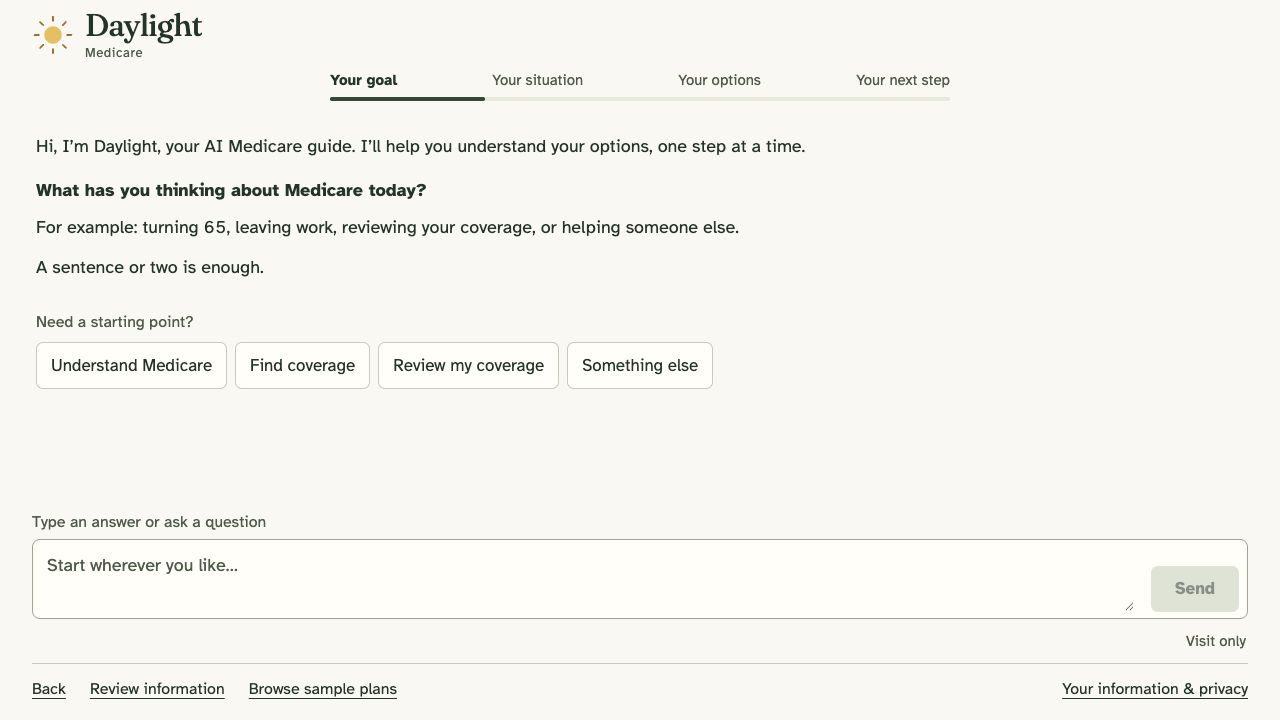 Daylight
Medicare
Your goal
Your situation
Your options
Your next step
Hi, I’m Daylight, your AI Medicare guide. I’ll help you understand your options, one step at a time.
What has you thinking about Medicare today?
For example: turning 65, leaving work, reviewing your coverage, or helping someone else.
A sentence or two is enough.
Need a starting point?
Understand Medicare
Find coverage
Review my coverage
Something else
Type an answer or ask a question
Start wherever you like…
Send
Visit only
Back
Review information
Browse sample plans
Your information & privacy